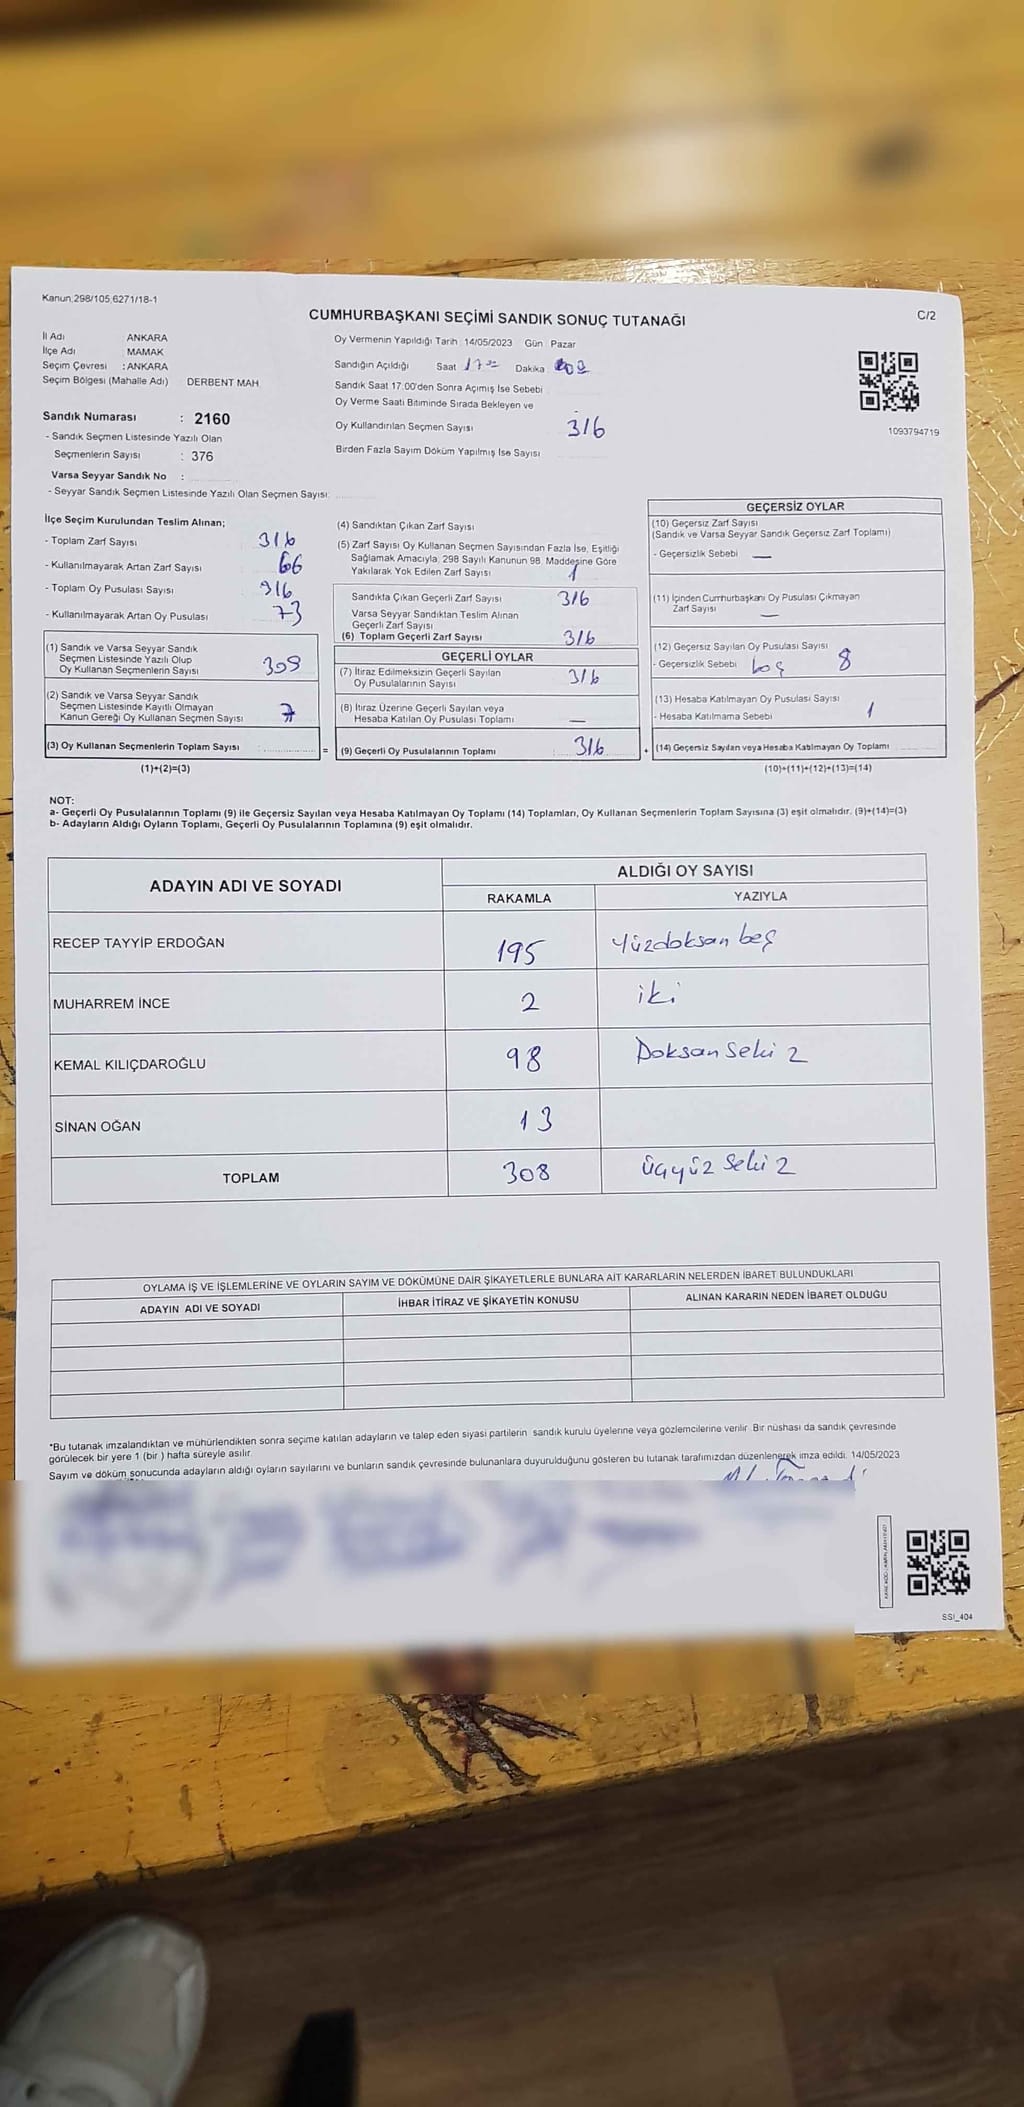 Kanun,298/105,6271/18-1
CUMHURBAŞKANI SEÇİMİ SANDIK SONUÇ TUTANAĞI
C/2
İl Adı ANKARA
İlçe Adı MAMAK
Seçim Çevresi : ANKARA
Seçim Bölgesi (Mahalle Adı) DERBENT MAH
Sandık Numarası : 2160
- Sandık Seçmen Listesinde Yazılı Olan
Seçmenlerin Sayısı : 376
Varsa Seyyar Sandık No :
- Seyyar Sandık Seçmen Listesinde Yazılı Olan Seçmen Sayısı:
Oy Vermenin Yapıldığı Tarih 14/05/2023 Gün Pazar
Sandığın Açıldığı Saat 17 Dakika
Sandık Saat 17:00'den Sonra Açımış İse Sebebi
Oy Verme Saati Bitiminde Sırada Bekleyen ve
Oy Kullandırılan Seçmen Sayısı 316
Birden Fazla Sayım Döküm Yapılmış İse Sayısı
1093794719
İlçe Seçim Kurulundan Teslim Alınan;
- Toplam Zarf Sayısı 316
- Kullanılmayarak Artan Zarf Sayısı 66
- Toplam Oy Pusulası Sayısı 316
- Kullanılmayarak Artan Oy Pusulası 73
(1) Sandık ve Varsa Seyyar Sandık
Seçmen Listesinde Yazılı Olup
Oy Kullanan Seçmenlerin Sayısı 309
(2) Sandık ve Varsa Seyyar Sandık
Seçmen Listesinde Kayıtlı Olmayan
Kanun Gereği Oy Kullanan Seçmen Sayısı 7
(3) Oy Kullanan Seçmenlerin Toplam Sayısı : =
(1)+(2)=(3)
(4) Sandıktan Çıkan Zarf Sayısı
(5) Zarf Sayısı Oy Kullanan Seçmen Sayısından Fazla İse, Eşitliği
Sağlamak Amacıyla, 298 Sayılı Kanunun 98. Maddesine Göre
Yakılarak Yok Edilen Zarf Sayısı 1
Sandıkta Çıkan Geçerli Zarf Sayısı 316
Varsa Seyyar Sandıktan Teslim Alınan
Geçerli Zarf Sayısı
(6) Toplam Geçerli Zarf Sayısı 316
GEÇERLİ OYLAR
(7) İtiraz Edilmeksizin Geçerli Sayılan
Oy Pusulalarının Sayısı 316
(8) İtiraz Üzerine Geçerli Sayılan veya
Hesaba Katılan Oy Pusulası Toplamı —
(9) Geçerli Oy Pusulalarının Toplamı : 316 +
GEÇERSİZ OYLAR
(10) Geçersiz Zarf Sayısı
(Sandık ve Varsa Seyyar Sandık Geçersiz Zarf Toplamı)
- Geçersizlik Sebebi —
(11) İçinden Cumhurbaşkanı Oy Pusulası Çıkmayan
Zarf Sayısı —
(12) Geçersiz Sayılan Oy Pusulası Sayısı 8
- Geçersizlik Sebebi boş
(13) Hesaba Katılmayan Oy Pusulası Sayısı 1
- Hesaba Katılmama Sebebi
(14) Geçersiz Sayılan veya Hesaba Katılmayan Oy Toplamı
(10)+(11)+(12)+(13)=(14)
NOT:
a- Geçerli Oy Pusulalarının Toplamı (9) ile Geçersiz Sayılan veya Hesaba Katılmayan Oy Toplamı (14) Toplamları, Oy Kullanan Seçmenlerin Toplam Sayısına (3) eşit olmalıdır. (9)+(14)=(3)
b- Adayların Aldığı Oyların Toplamı, Geçerli Oy Pusulalarının Toplamına (9) eşit olmalıdır.
ADAYIN ADI VE SOYADI ALDIĞI OY SAYISI
RAKAMLA YAZIYLA
RECEP TAYYİP ERDOĞAN 195 Yüzdoksan beş
MUHARREM İNCE 2 iki
KEMAL KILIÇDAROĞLU 98 Doksan Sekiz
SİNAN OĞAN 13
TOPLAM 308 Üçyüz Sekiz
OYLAMA İŞ VE İŞLEMLERİNE VE OYLARIN SAYIM VE DÖKÜMÜNE DAİR ŞİKAYETLERLE BUNLARA AİT KARARLARIN NELERDEN İBARET BULUNDUKLARI
ADAYIN ADI VE SOYADI İHBAR İTİRAZ VE ŞİKAYETİN KONUSU ALINAN KARARIN NEDEN İBARET OLDUĞU
*Bu tutanak imzalandıktan ve mühürlendikten sonra seçime katılan adayların ve talep eden siyasi partilerin sandık kurulu üyelerine veya gözlemcilerine verilir. Bir nüshası da sandık çevresinde
görülecek bir yere 1 (bir ) hafta süreyle asılır.
Sayım ve döküm sonucunda adayların aldığı oyların sayılarını ve bunların sandık çevresinde bulunanlara duyurulduğunu gösteren bu tutanak tarafımızdan düzenlenerek imza edildi. 14/05/2023
SSI_404